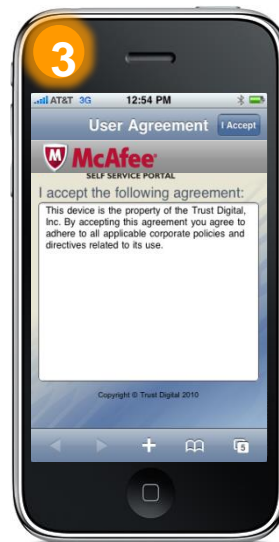 3
AT&T 3G 12:54 PM
User Agreement I Accept
McAfee
SELF SERVICE PORTAL
I accept the following agreement:
This device is the property of the Trust Digital,
Inc. By accepting this agreement you agree to
adhere to all applicable corporate policies and
directives related to its use.
Copyright © Trust Digital 2010
5